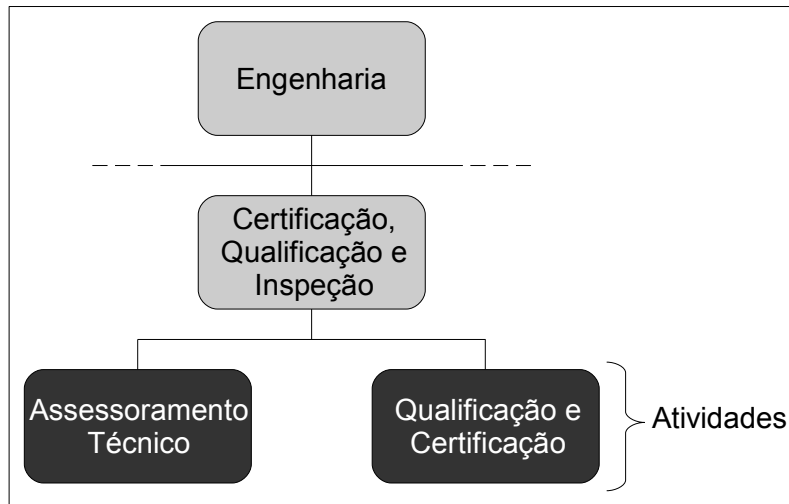 Engenharia
Certificação,
Qualificação e
Inspeção
Assessoramento
Técnico
Qualificação e
Certificação
Atividades